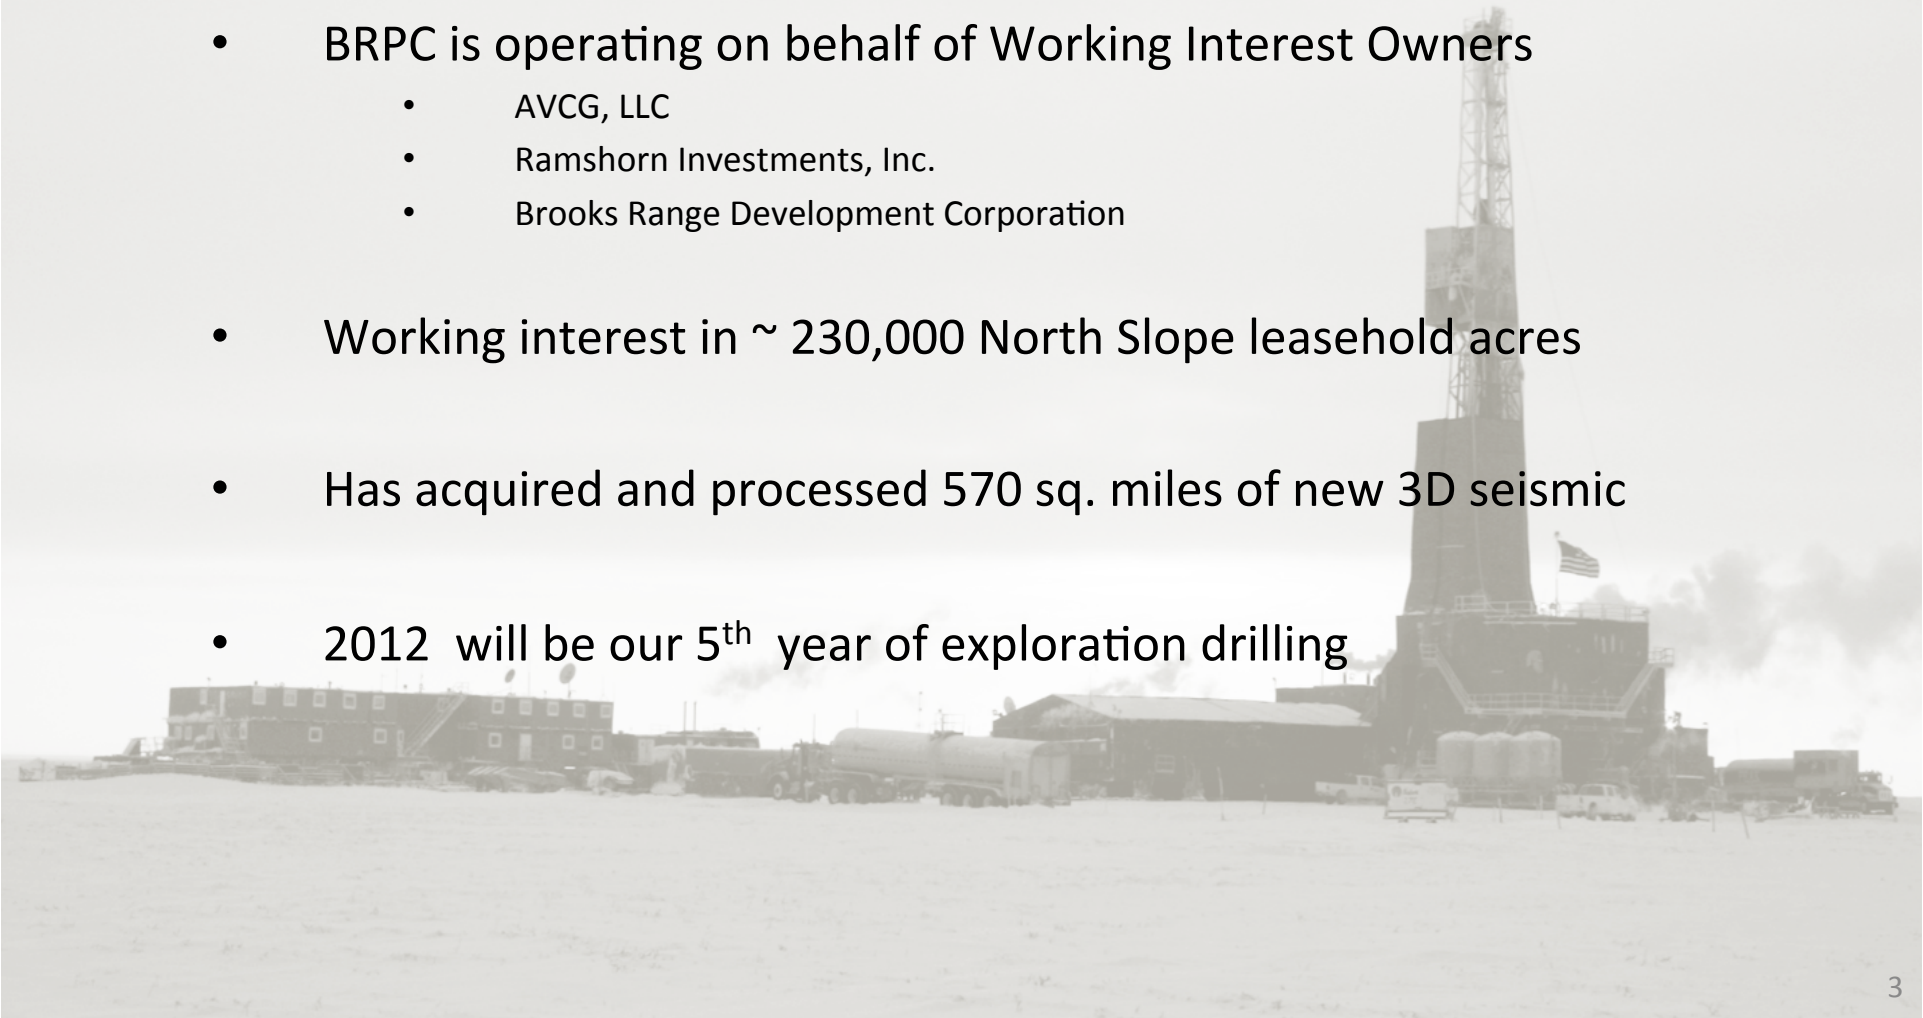 • BRPC is operating on behalf of Working Interest Owners
• AVCG, LLC
• Ramshorn Investments, Inc.
• Brooks Range Development Corporation
• Working interest in ~ 230,000 North Slope leasehold acres
• Has acquired and processed 570 sq. miles of new 3D seismic
• 2012 will be our 5th year of exploration drilling
3